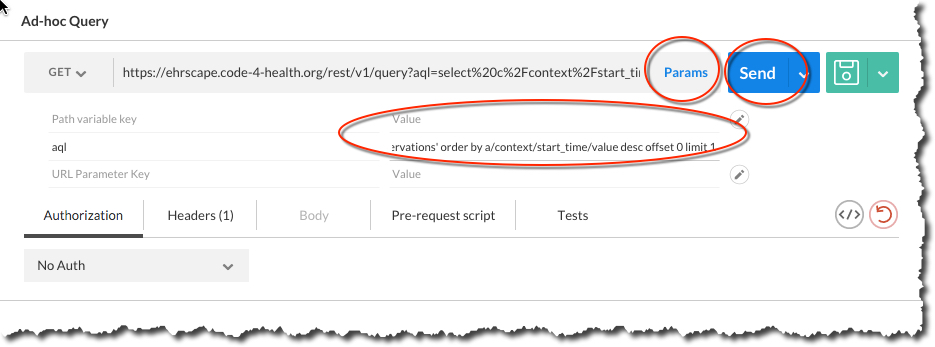 Ad-hoc Query
GET https://ehrscape.code-4-health.org/rest/v1/query?aql=select%20c%2Fcontext%2Fstart_ti Params Send
Path variable key Value
aql ervations' order by a/context/start_time/value desc offset 0 limit 1
URL Parameter Key Value
Authorization Headers (1) Body Pre-request script Tests </>
No Auth